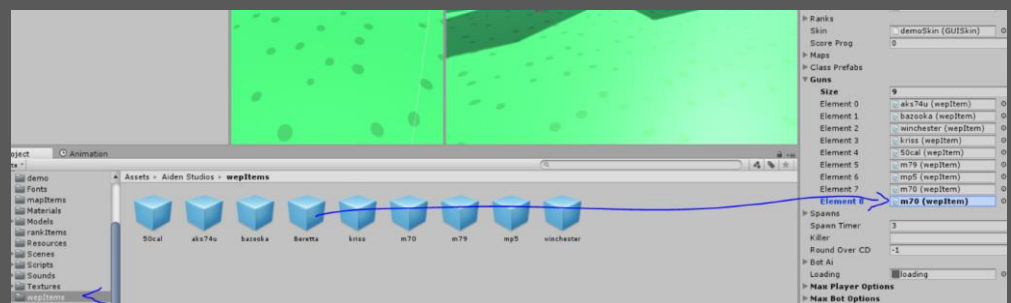 Ranks
Skin demoSkin (GUISkin)
Score Prog 0
Maps
Class Prefabs
Guns
Size 9
Element 0 aks74u (wepItem)
Element 1 bazooka (wepItem)
Element 2 winchester (wepItem)
Element 3 kriss (wepItem)
Element 4 50cal (wepItem)
Element 5 m79 (wepItem)
Element 6 mp5 (wepItem)
Element 7 m70 (wepItem)
Element 8 m70 (wepItem)
Spawns
Spawn Timer 3
Killer
Round Over CD -1
Bot Ai
Loading loading
Max Player Options
Max Bot Options
oject Animation
demo
Fonts
mapItems
Materials
Models
rankItems
Resources
Scenes
Scripts
Sounds
Textures
wepItems
Assets Aiden Studios wepItems
50cal aks74u bazooka Beretta kriss m70 m79 mp5 winchester